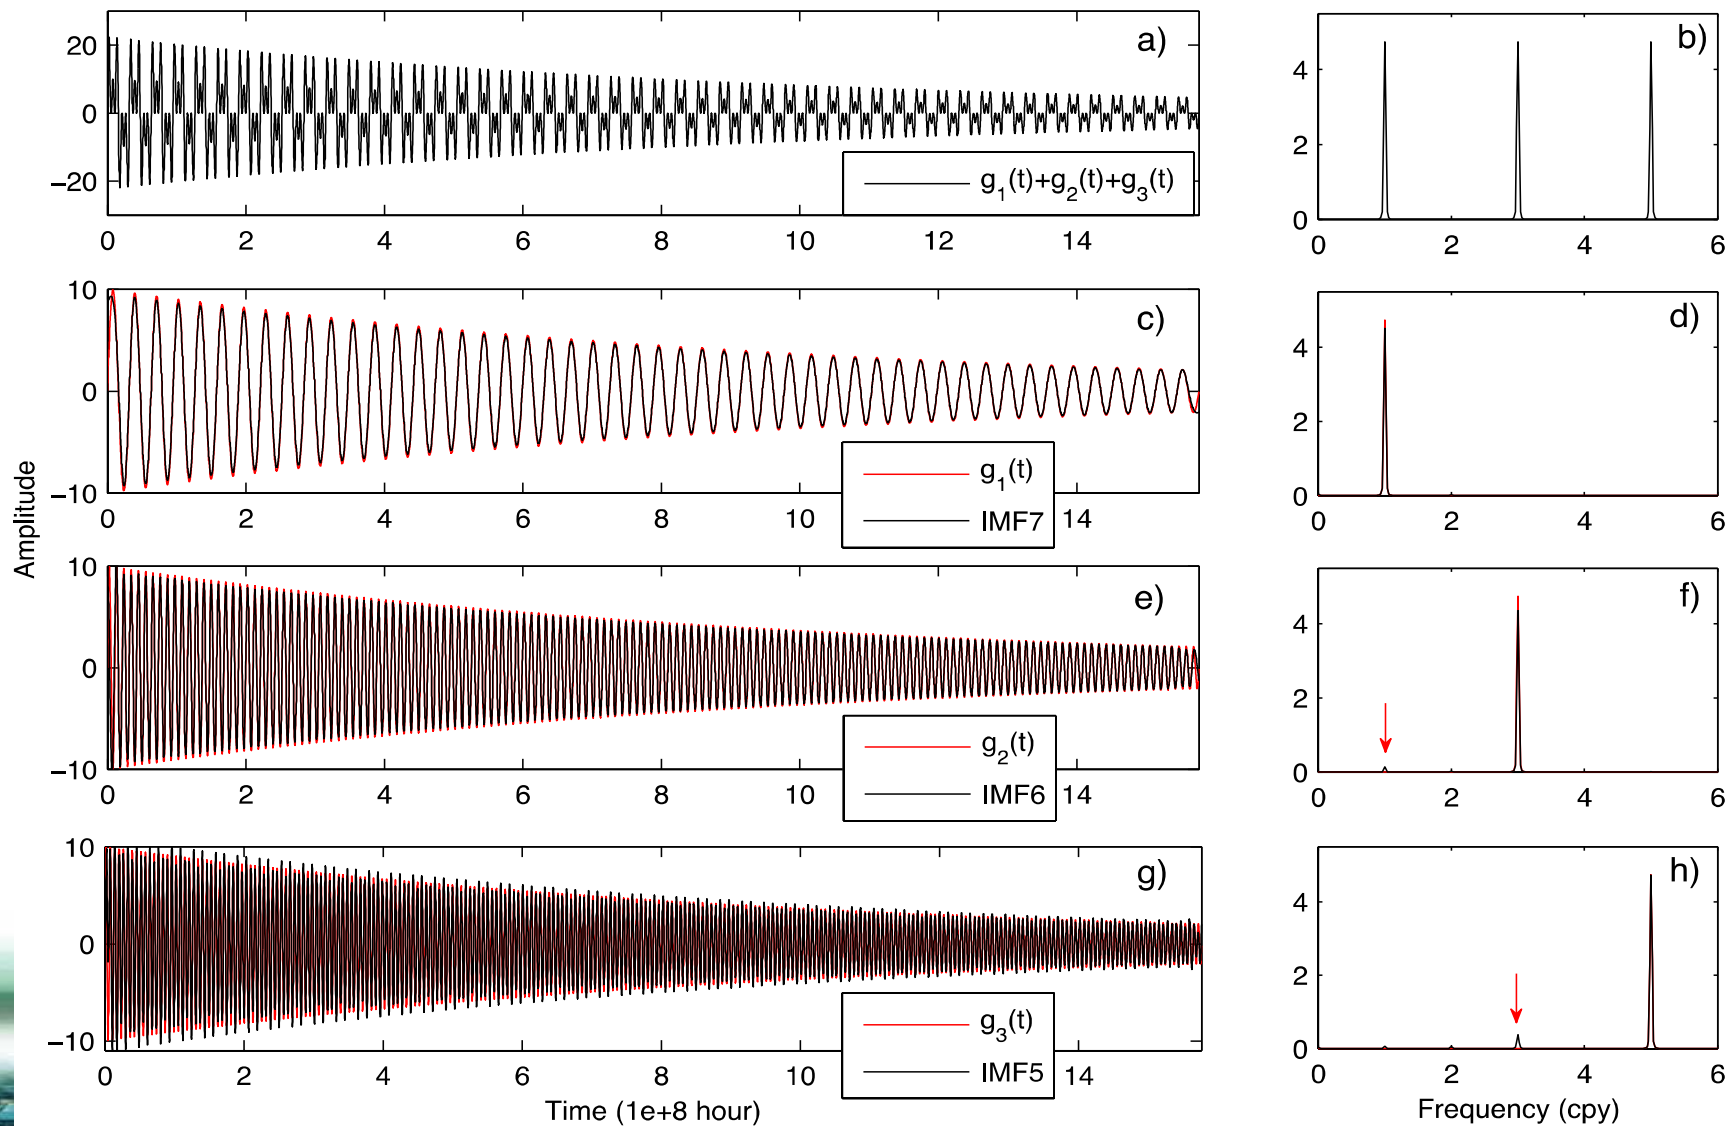 a)
20
0
−20
g1(t)+g2(t)+g3(t)
0 2 4 6 8 10 12 14
b)
4
2
0
0 2 4 6
c)
10
0
−10
g1(t)
IMF7
0 2 4 6 8 10 14
d)
4
2
0
0 2 4 6
Amplitude
e)
10
0
−10
g2(t)
IMF6
0 2 4 6 8 10 14
f)
4
2
0
0 2 4 6
g)
10
0
−10
g3(t)
IMF5
0 2 4 6 8 10 14
Time (1e+8 hour)
h)
4
2
0
0 2 4 6
Frequency (cpy)